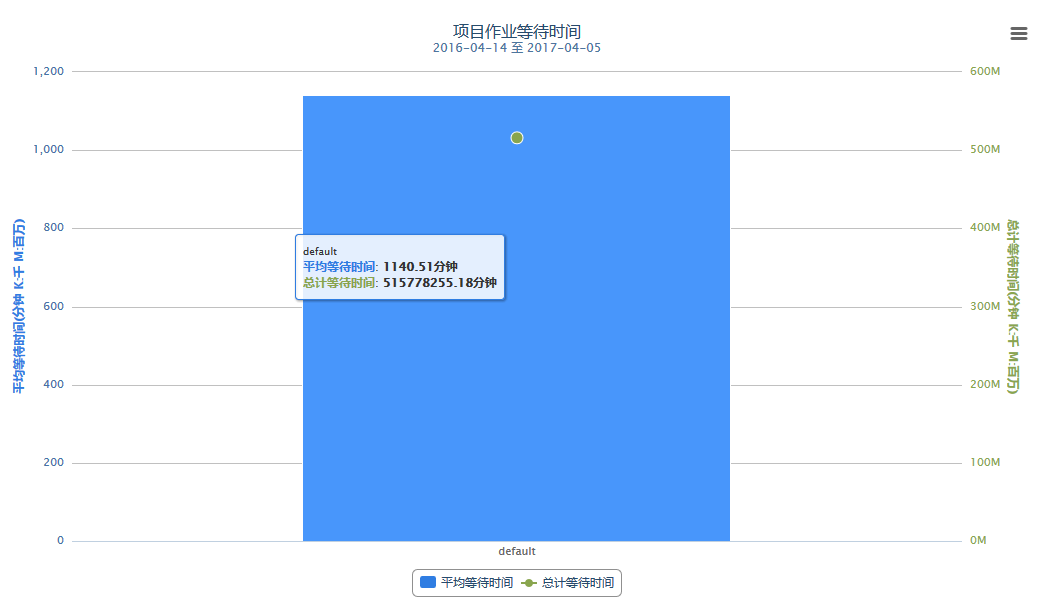 项目作业等待时间
2016-04-14 至 2017-04-05
平均等待时间(分钟 K:千 M:百万)
1,200
1,000
800
600
400
200
0
default
平均等待时间: 1140.51分钟
总计等待时间: 515778255.18分钟
600M
500M
400M
300M
200M
100M
0M
总计等待时间(分钟 K:千 M:百万)
default
平均等待时间 总计等待时间